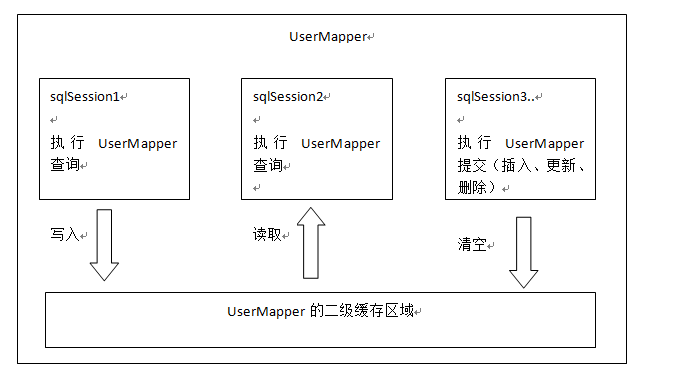 UserMapper
sqlSession1
执行 UserMapper
查询
sqlSession2
执行 UserMapper
查询
sqlSession3..
执行 UserMapper
提交（插入、更新、
删除）
写入
读取
清空
UserMapper 的二级缓存区域